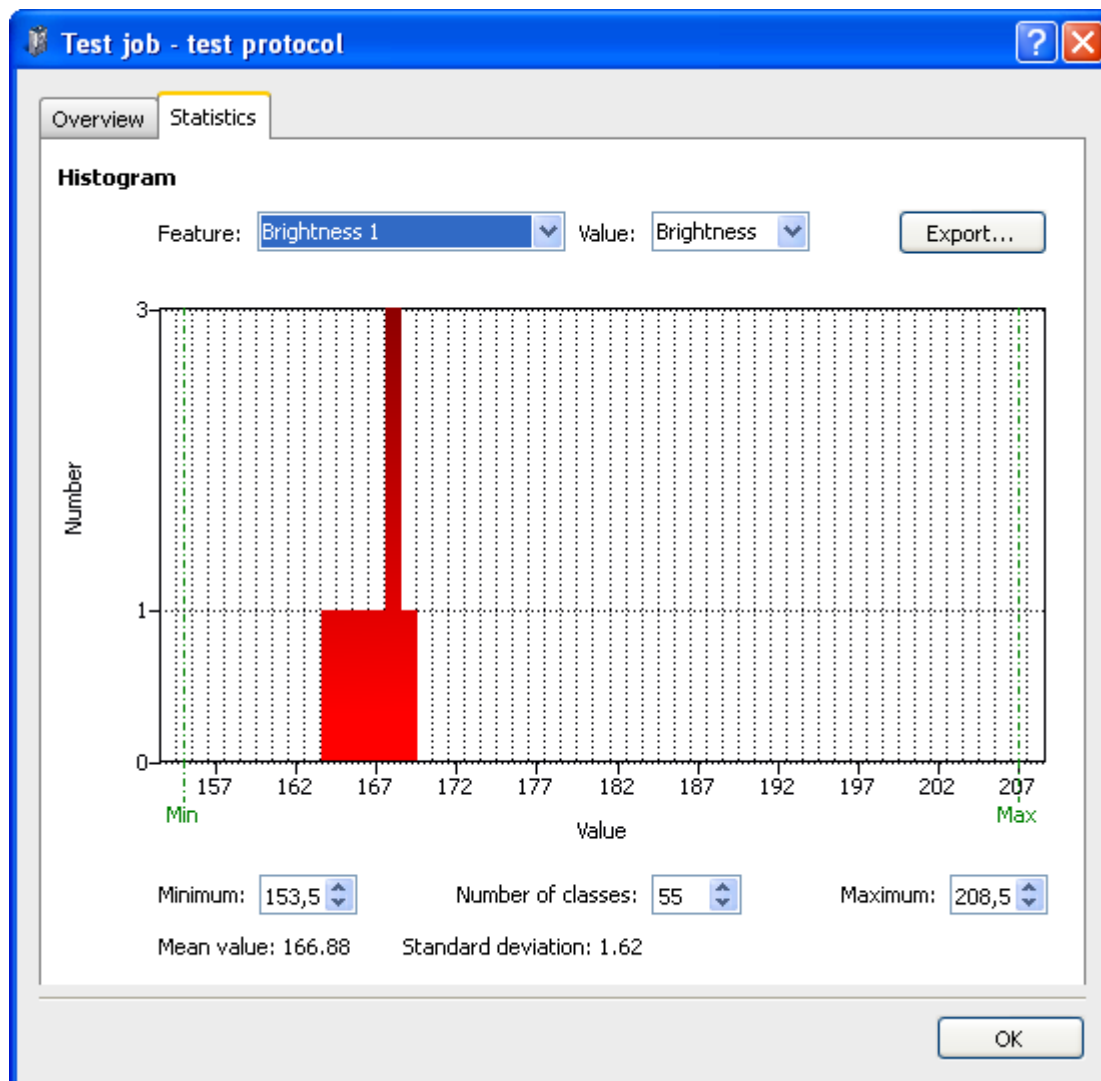 Test job - test protocol
Overview Statistics
Histogram
Feature: Brightness 1 Value: Brightness Export...
3
Number
1
0
157 162 167 172 177 182 187 192 197 202 207
Min Max
Value
Minimum: 153,5 Number of classes: 55 Maximum: 208,5
Mean value: 166.88 Standard deviation: 1.62
OK